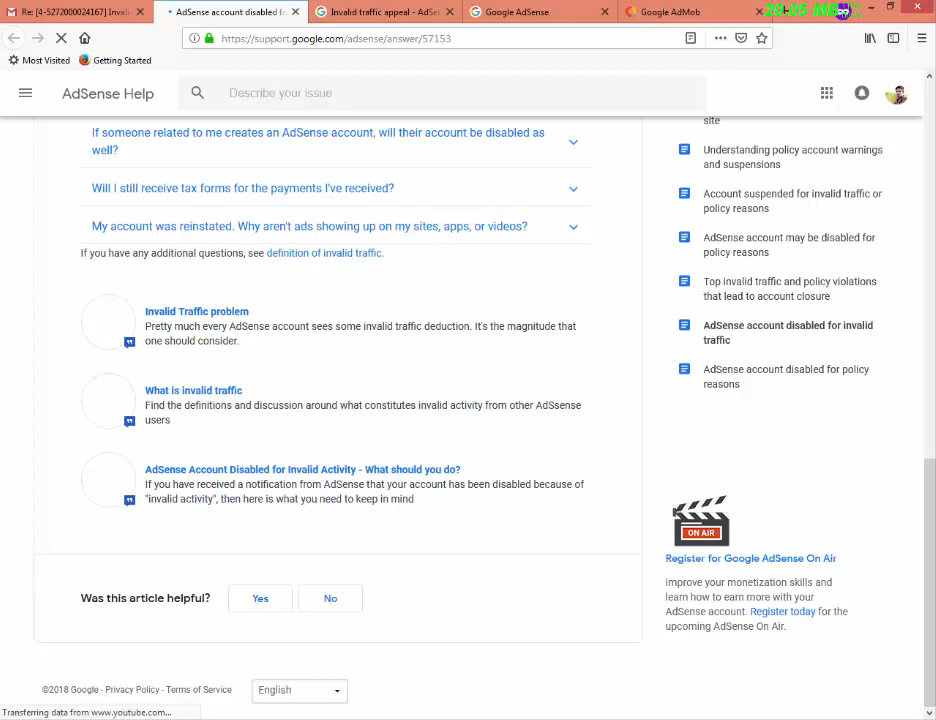 Re: [4-5272000024167] Invali
AdSense account disabled fo
Invalid traffic appeal - AdSe
Google AdSense
Google AdMob
20.05 MB
https://support.google.com/adsense/answer/57153
Most Visited
Getting Started
AdSense Help
Describe your issue
If someone related to me creates an AdSense account, will their account be disabled as
well?
Will I still receive tax forms for the payments I've received?
My account was reinstated. Why aren't ads showing up on my sites, apps, or videos?
If you have any additional questions, see definition of invalid traffic.
Invalid Traffic problem
Pretty much every AdSense account sees some invalid traffic deduction. It's the magnitude that
one should consider.
What is invalid traffic
Find the definitions and discussion around what constitutes invalid activity from other AdSsense
users
AdSense Account Disabled for Invalid Activity - What should you do?
If you have received a notification from AdSense that your account has been disabled because of
"invalid activity", then here is what you need to keep in mind
Was this article helpful?
Yes
No
site
Understanding policy account warnings
and suspensions
Account suspended for invalid traffic or
policy reasons
AdSense account may be disabled for
policy reasons
Top invalid traffic and policy violations
that lead to account closure
AdSense account disabled for invalid
traffic
AdSense account disabled for policy
reasons
ON AIR
Register for Google AdSense On Air
Improve your monetization skills and
learn how to earn more with your
AdSense account. Register today for the
upcoming AdSense On Air.
©2018 Google - Privacy Policy - Terms of Service
English
Transferring data from www.youtube.com...